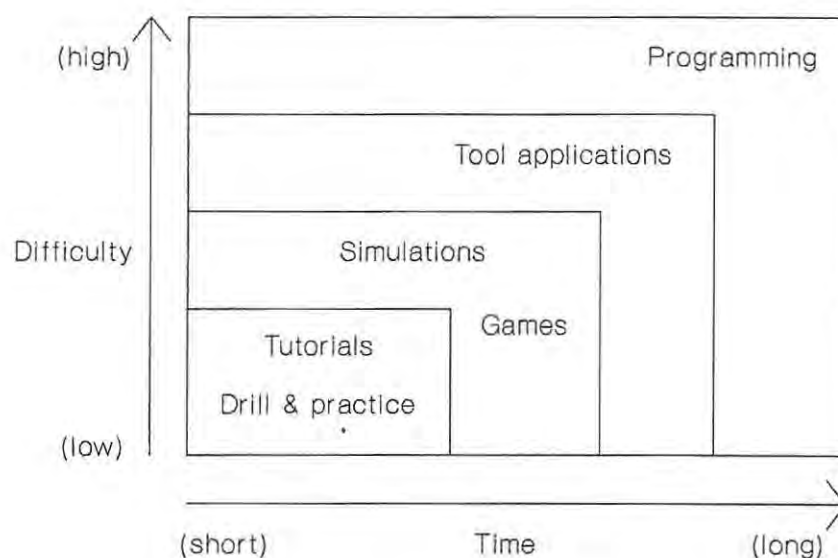 (high)
Programming
Tool applications
Difficulty
Simulations
Games
Tutorials
Drill & practice
(low)
(short) Time (long)